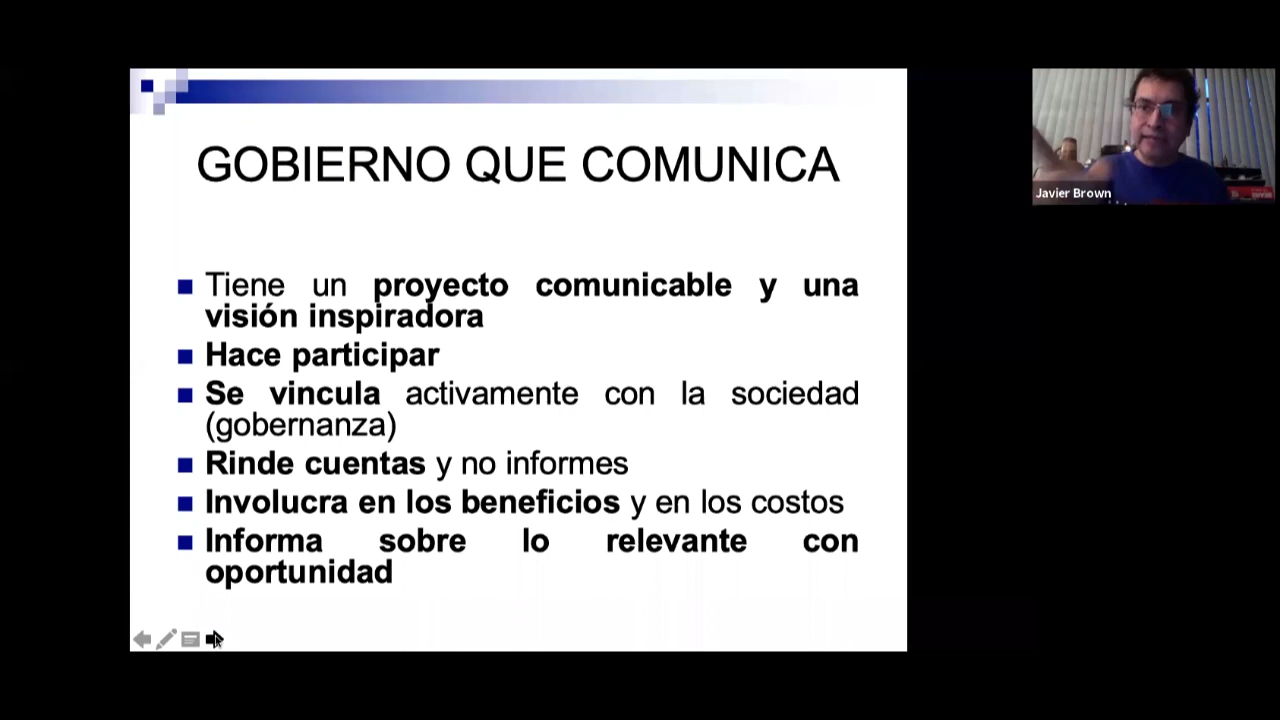 GOBIERNO QUE COMUNICA
Tiene un proyecto comunicable y una
visión inspiradora
Hace participar
Se vincula activamente con la sociedad
(gobernanza)
Rinde cuentas y no informes
Involucra en los beneficios y en los costos
Informa sobre lo relevante con
oportunidad
Javier Brown